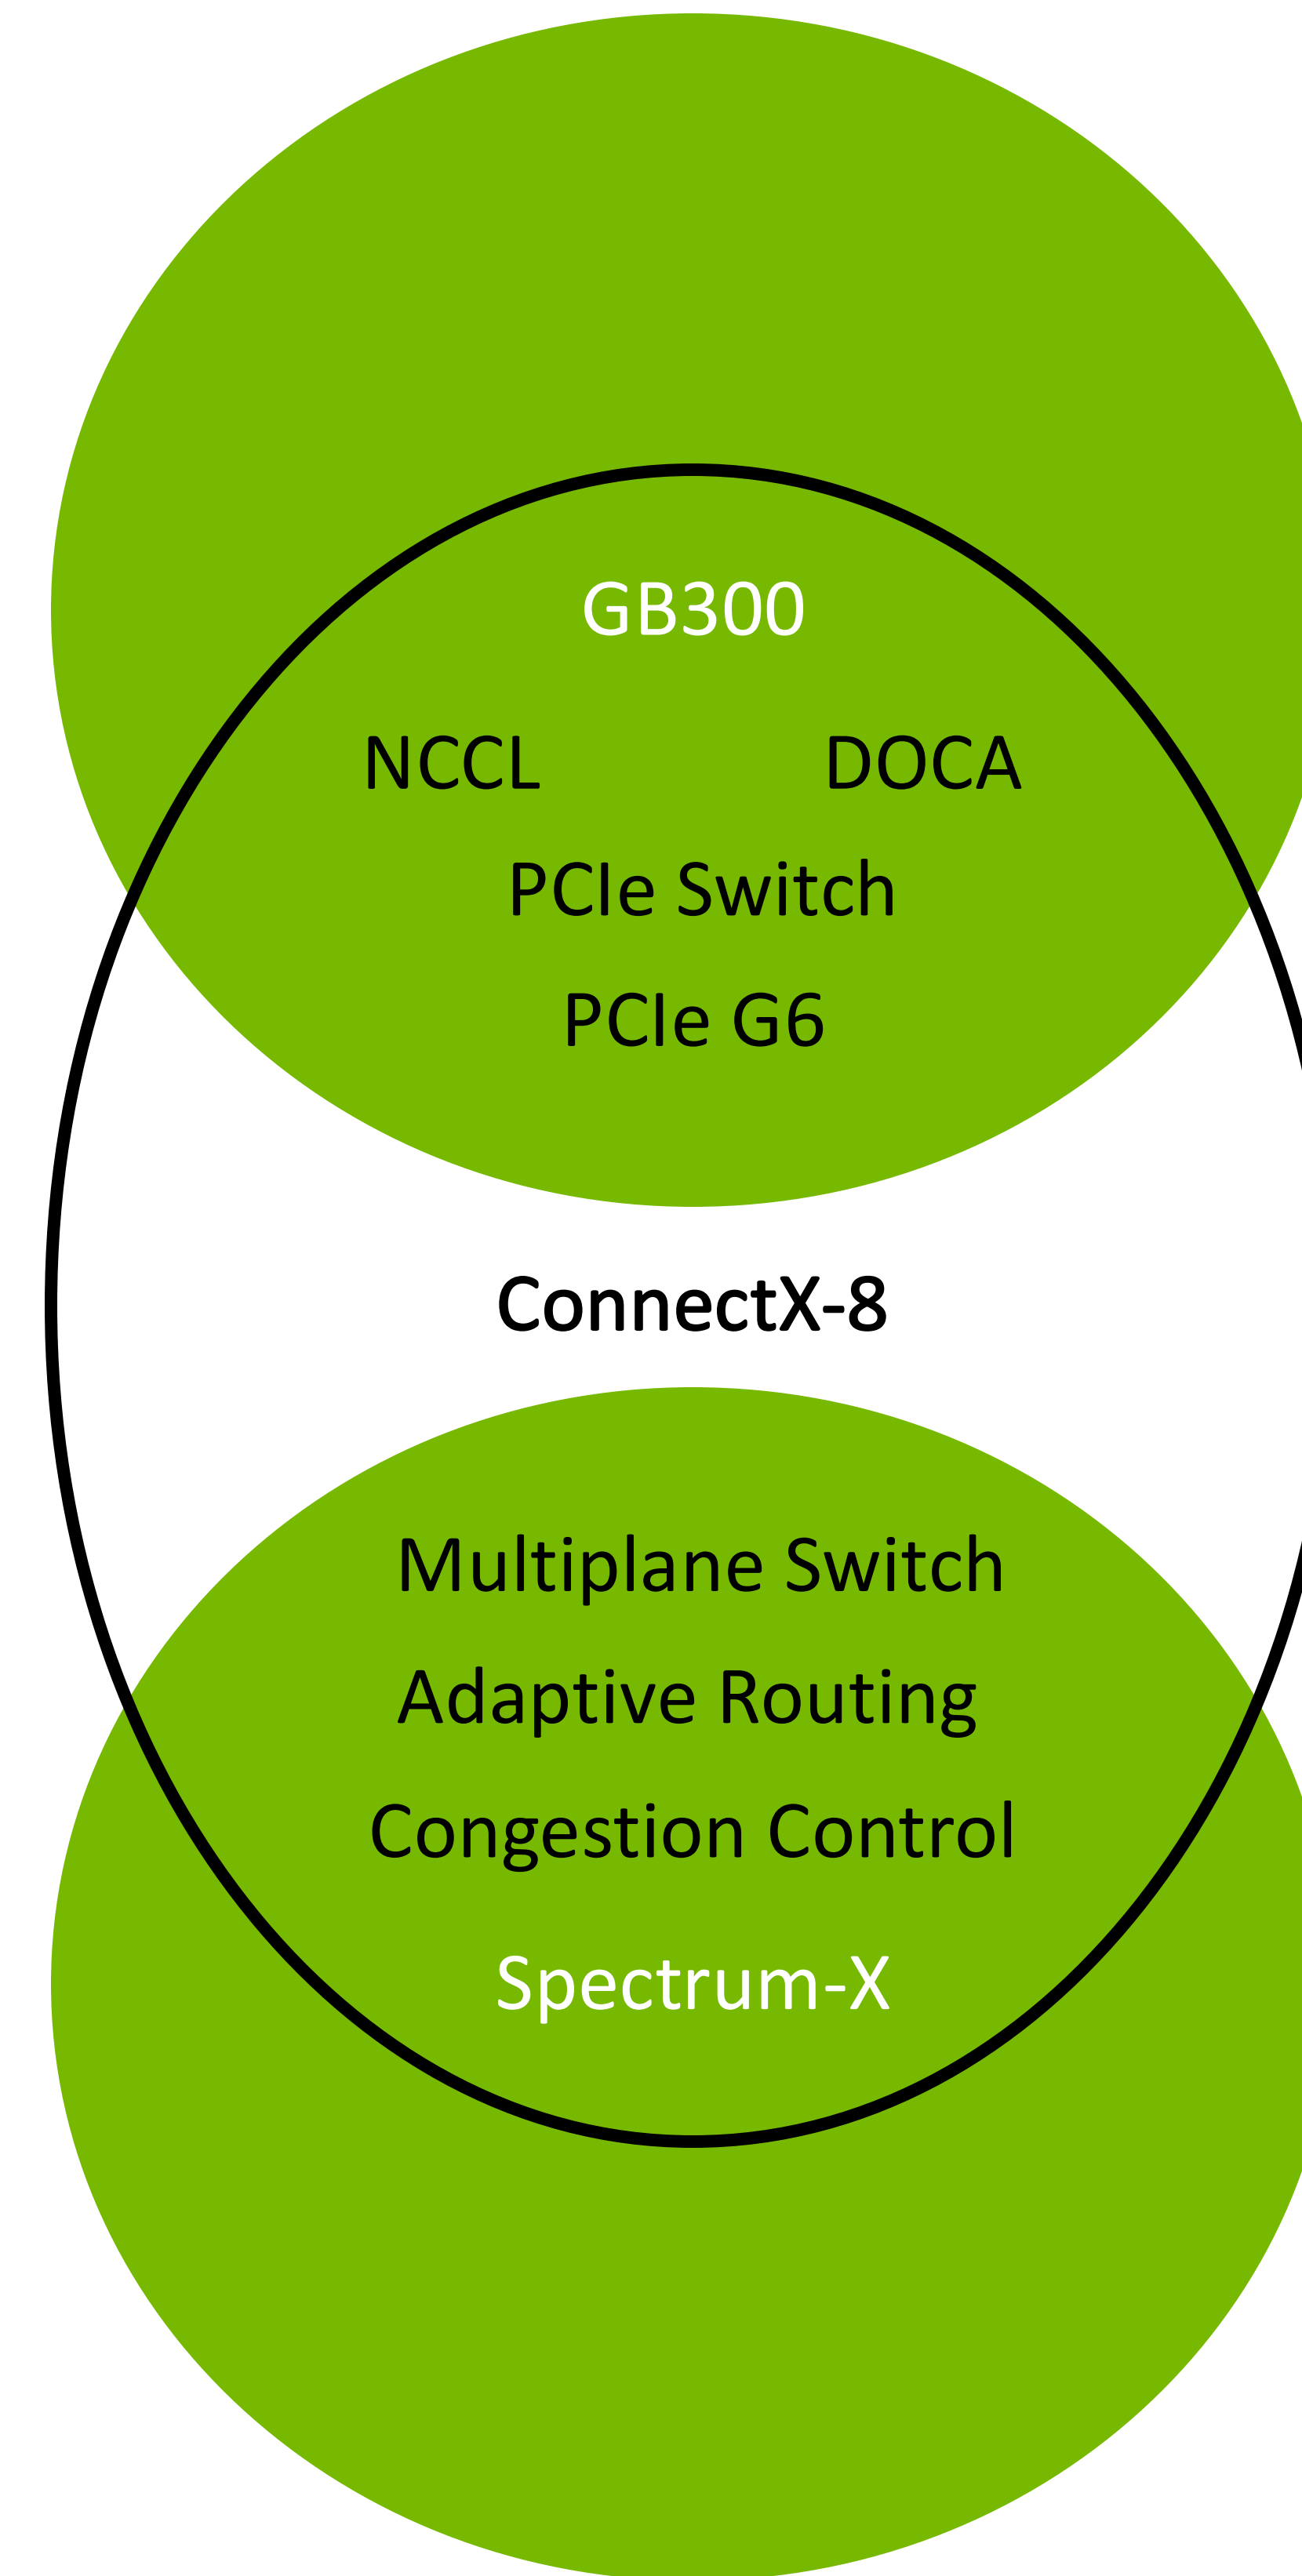 GB300
NCCL DOCA
PCIe Switch
PCIe G6
ConnectX-8
Multiplane Switch
Adaptive Routing
Congestion Control
Spectrum-X